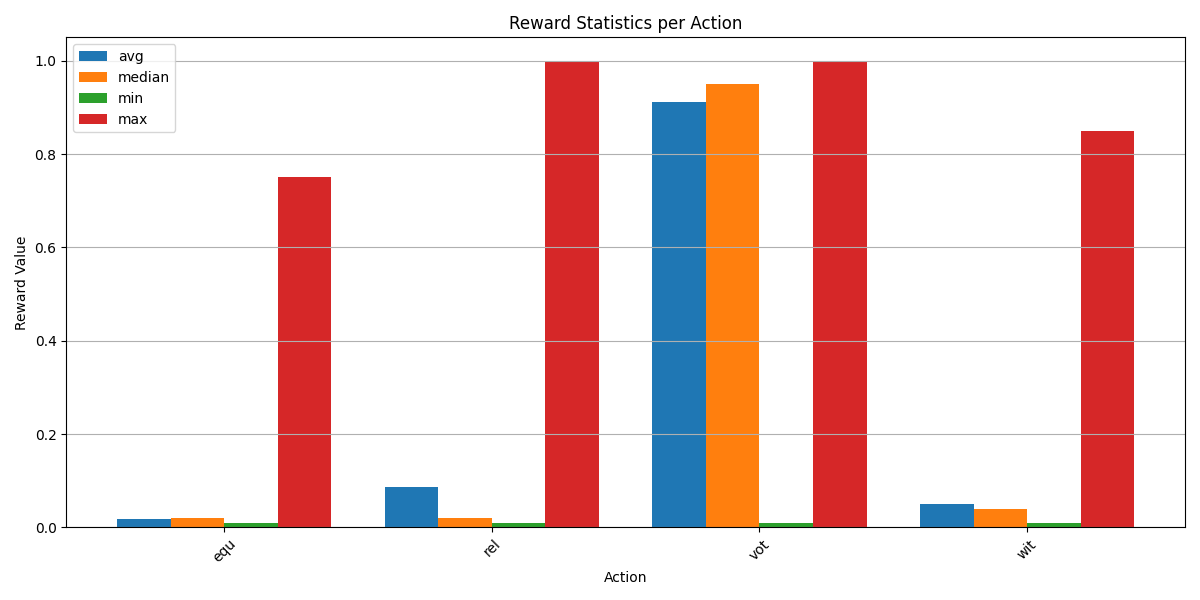 Reward Statistics per Action
avg
median
min
max
1.0
0.8
0.6
0.4
0.2
0.0
Reward Value
equ
rel
vot
wit
Action